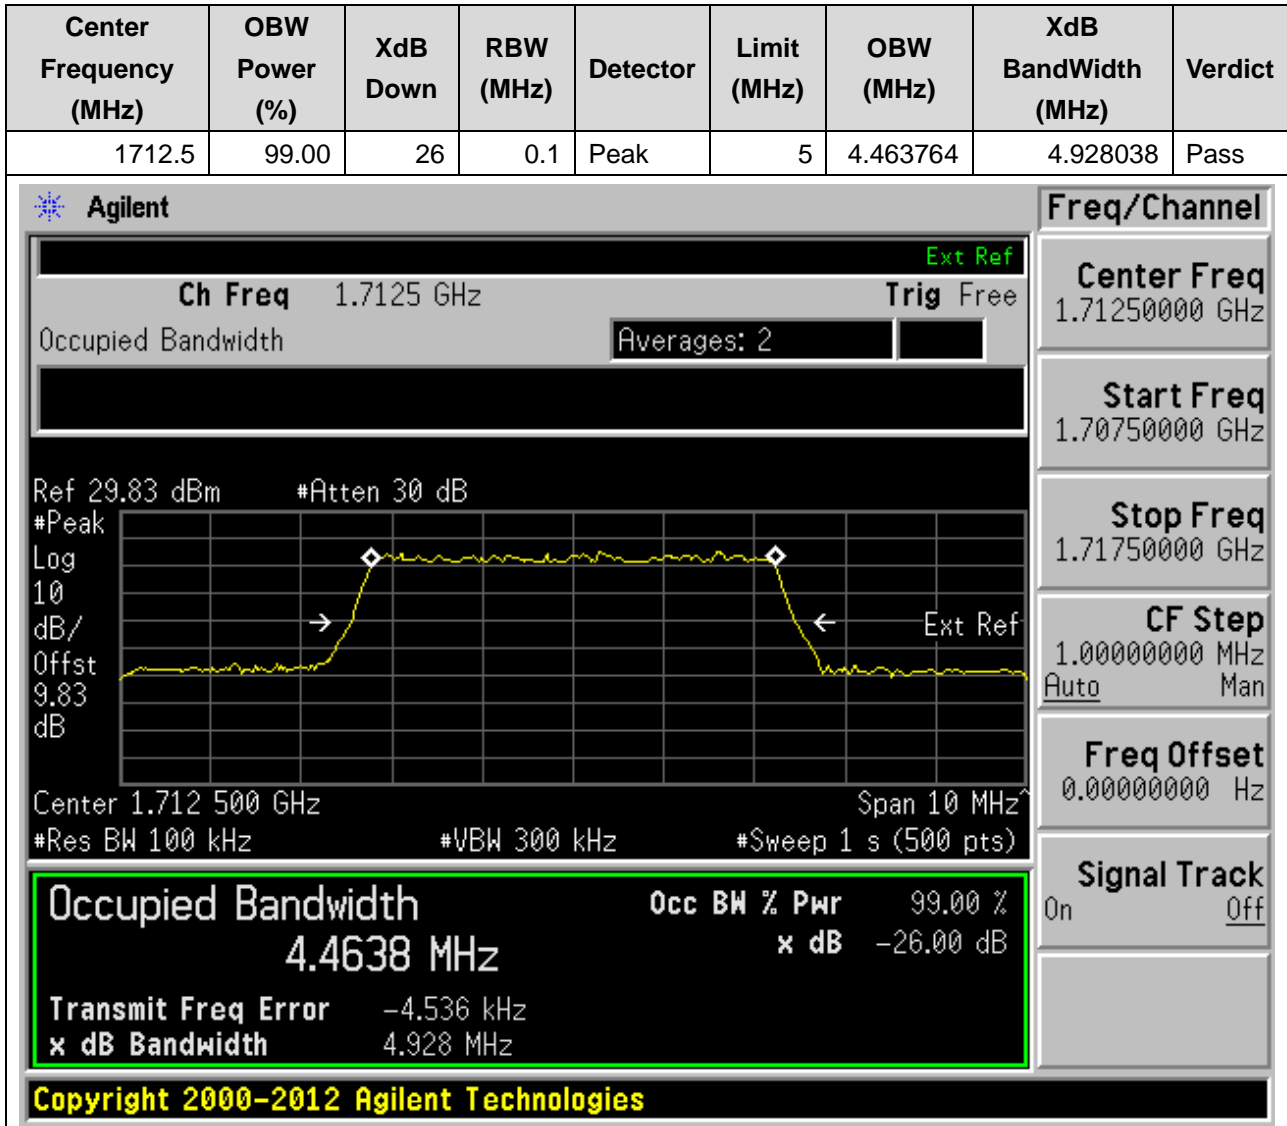 Center Frequency (MHz) OBW Power (%) XdB Down RBW (MHz) Detector Limit (MHz) OBW (MHz) XdB BandWidth (MHz) Verdict
1712.5 99.00 26 0.1 Peak 5 4.463764 4.928038 Pass
Agilent
Freq/Channel
Ext Ref
Ch Freq 1.7125 GHz Trig Free
Occupied Bandwidth Averages: 2
Center Freq
1.71250000 GHz
Start Freq
1.70750000 GHz
Stop Freq
1.71750000 GHz
CF Step
1.00000000 MHz
Auto Man
Freq Offset
0.00000000 Hz
Signal Track
On Off
Ref 29.83 dBm #Atten 30 dB
#Peak
Log
10
dB/
Offst
9.83
dB
Ext Ref
Center 1.712 500 GHz Span 10 MHz^
#Res BW 100 kHz #VBW 300 kHz #Sweep 1 s (500 pts)
Occupied Bandwidth
4.4638 MHz
Occ BW % Pwr 99.00 %
x dB -26.00 dB
Transmit Freq Error -4.536 kHz
x dB Bandwidth 4.928 MHz
Copyright 2000-2012 Agilent Technologies